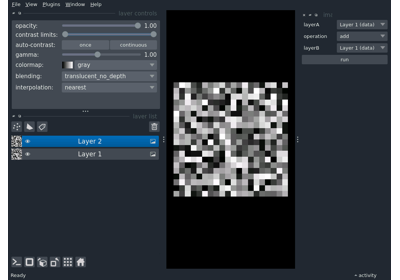 File View Plugins Window Help
layer controls
opacity: 1.00
contrast limits:
auto-contrast: once continuous
gamma: 1.00
colormap: gray
blending: translucent_no_depth
interpolation: nearest
layer list
Layer 2
Layer 1
layerA Layer 1 (data)
operation add
layerB Layer 1 (data)
run
Ready
activity